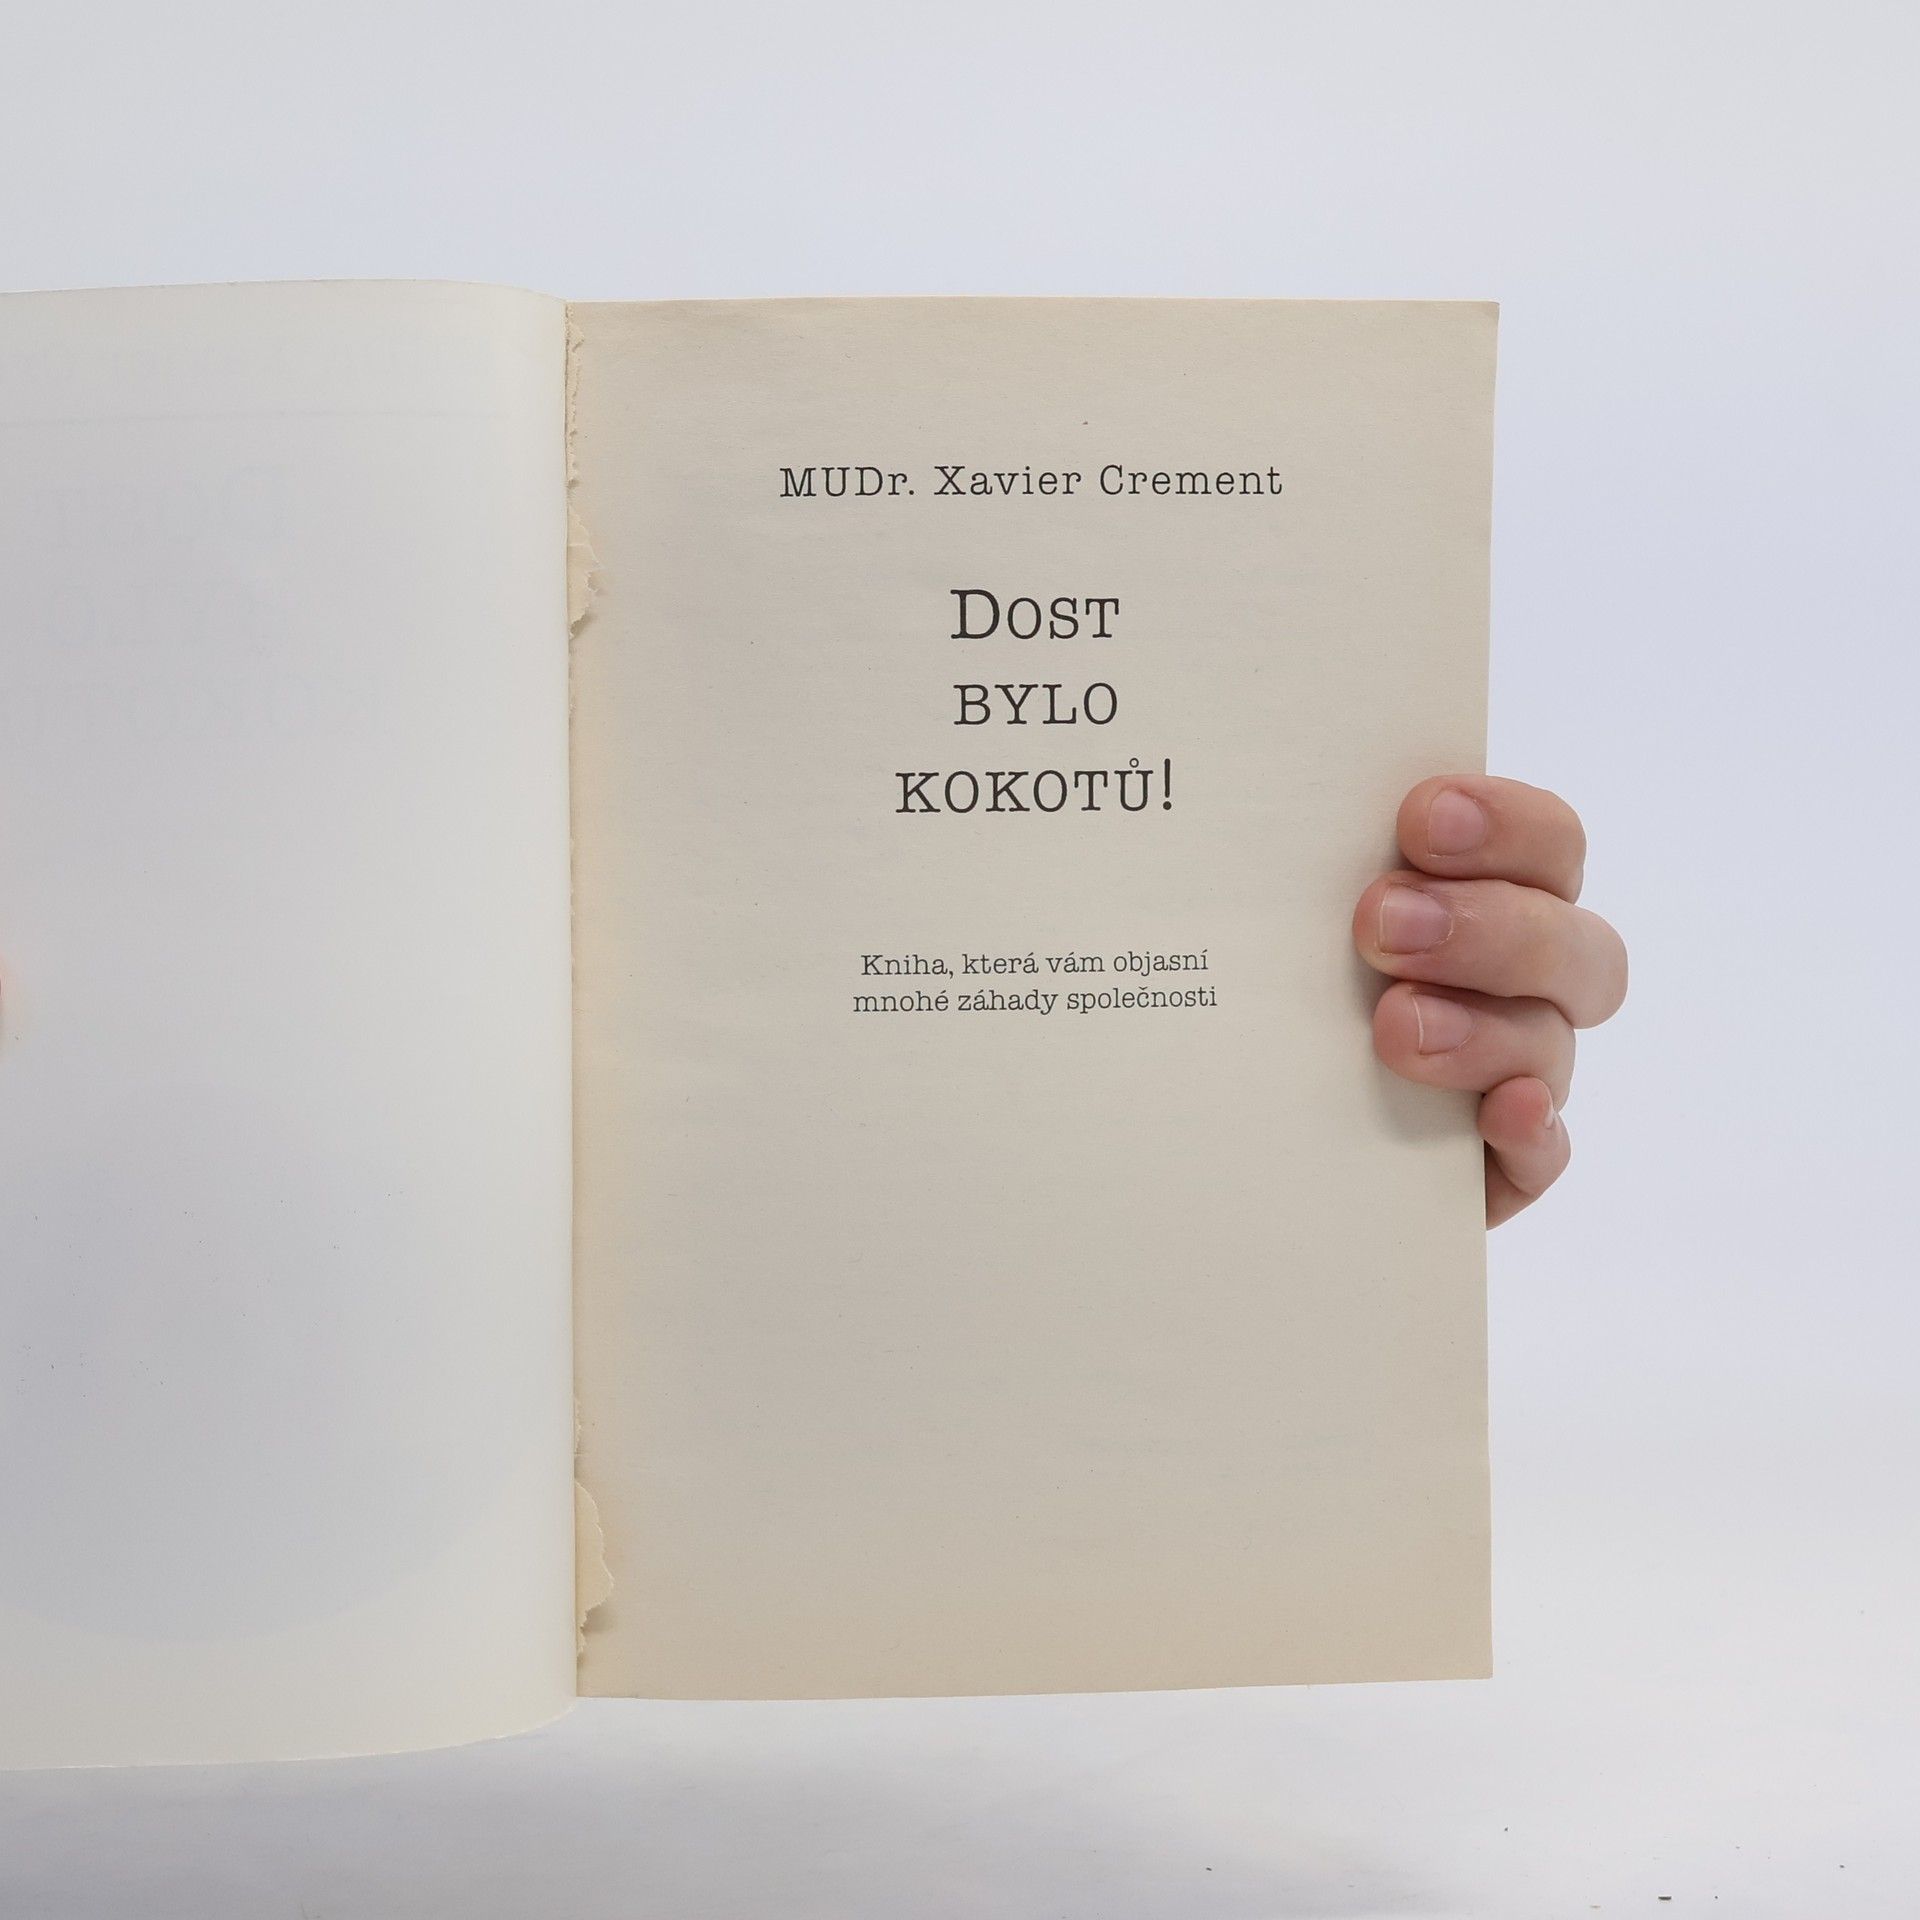 MUDr. Xavier Crement
DOST
BYLO
KOKOTŮ!
Kniha, která vám objasní
mnohé záhady společnosti